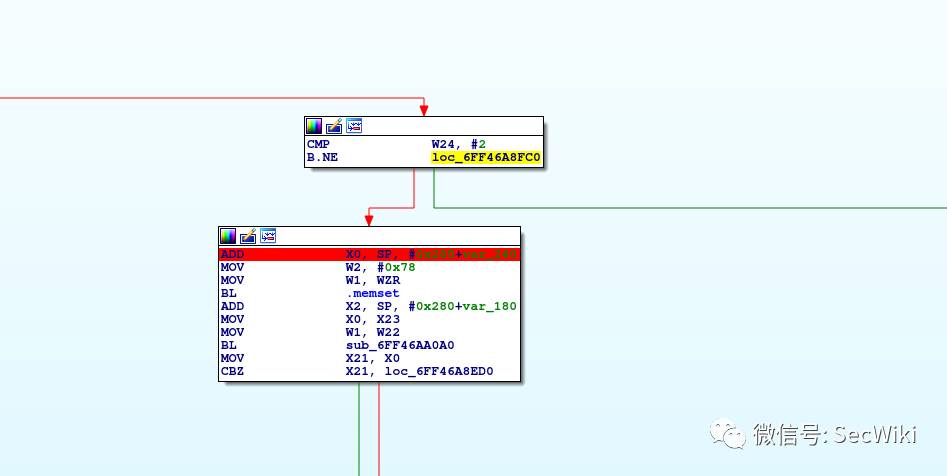 CMP W24, #2
B.NE loc_6FF46A8FC0
ADD X0, SP, #
MOV W2, #0x78
MOV W1, WZR
BL .memset
ADD X2, SP, #0x280+var_180
MOV X0, X23
MOV W1, W22
BL sub_6FF46AA0A0
MOV X21, X0
CBZ X21, loc_6FF46A8ED0
微信号: SecWiki